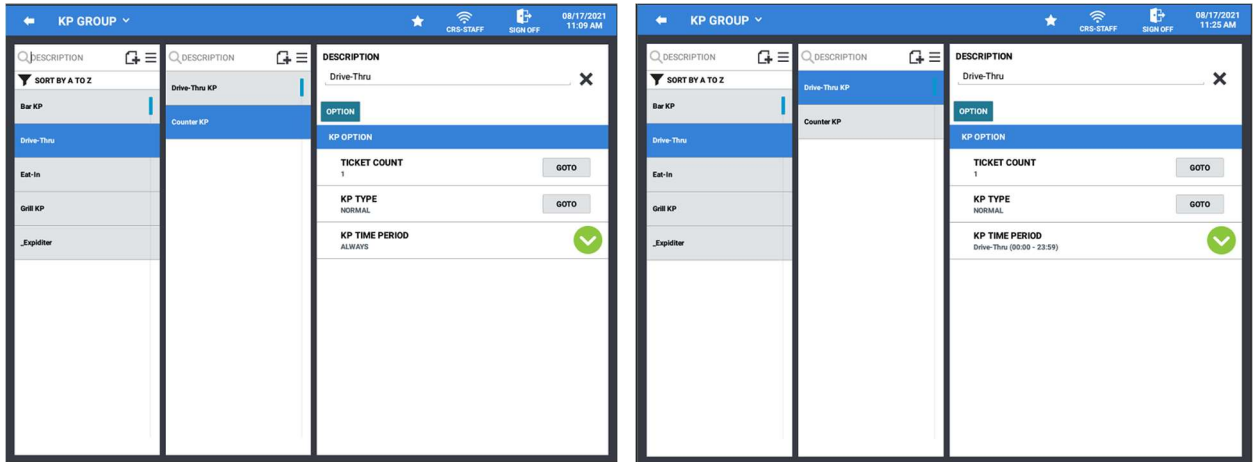 KP GROUP
CRS-STAFF
SIGN OFF
08/17/2021
11:09 AM
DESCRIPTION
SORT BY A TO Z
Bar KP
Drive-Thru
Eat-In
Grill KP
_Expiditer
DESCRIPTION
Drive-Thru KP
Counter KP
DESCRIPTION
Drive-Thru
OPTION
KP OPTION
TICKET COUNT
1
GOTO
KP TYPE
NORMAL
GOTO
KP TIME PERIOD
ALWAYS
KP GROUP
CRS-STAFF
SIGN OFF
08/17/2021
11:25 AM
DESCRIPTION
SORT BY A TO Z
Bar KP
Drive-Thru
Eat-In
Grill KP
_Expiditer
DESCRIPTION
Drive-Thru KP
Counter KP
DESCRIPTION
Drive-Thru
OPTION
KP OPTION
TICKET COUNT
1
GOTO
KP TYPE
NORMAL
GOTO
KP TIME PERIOD
Drive-Thru (00:00 - 23:59)